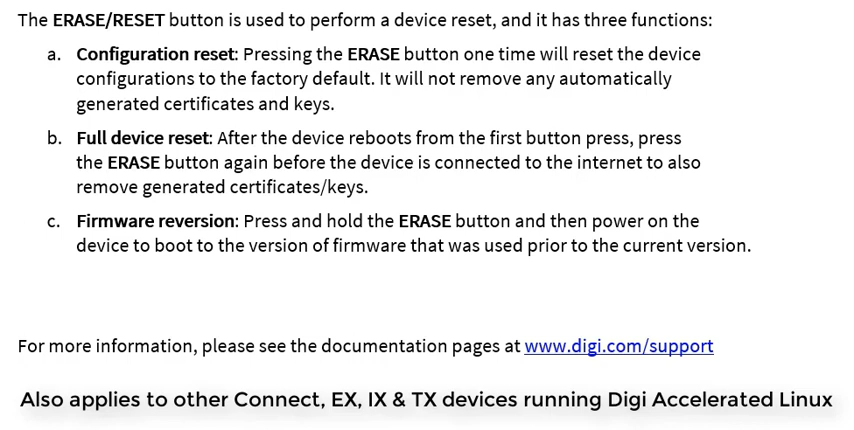 The ERASE/RESET button is used to perform a device reset, and it has three functions:
a. Configuration reset: Pressing the ERASE button one time will reset the device
configurations to the factory default. It will not remove any automatically
generated certificates and keys.
b. Full device reset: After the device reboots from the first button press, press
the ERASE button again before the device is connected to the internet to also
remove generated certificates/keys.
c. Firmware reversion: Press and hold the ERASE button and then power on the
device to boot to the version of firmware that was used prior to the current version.
For more information, please see the documentation pages at www.digi.com/support
Also applies to other Connect, EX, IX & TX devices running Digi Accelerated Linux